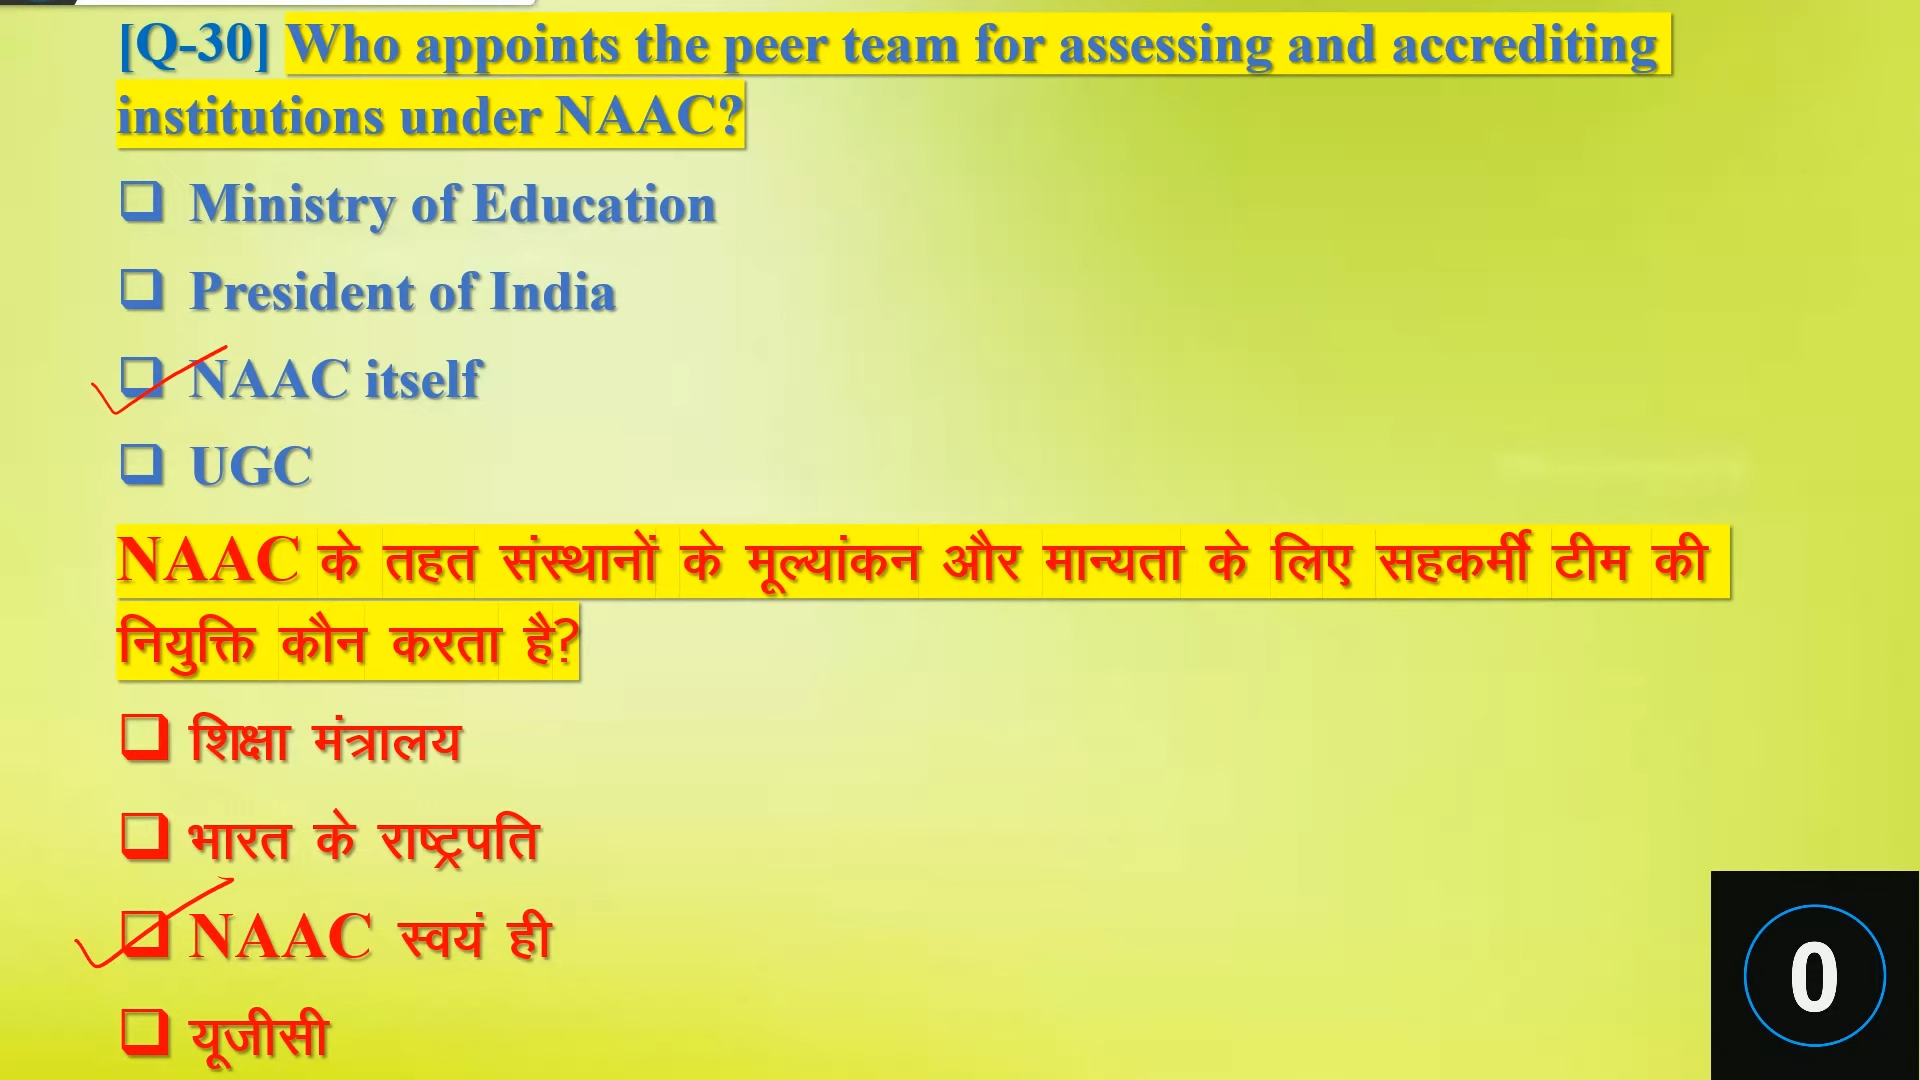 [Q-30] Who appoints the peer team for assessing and accrediting
institutions under NAAC?
Ministry of Education
President of India
NAAC itself
UGC
NAAC के तहत संस्थानों के मूल्यांकन और मान्यता के लिए सहकर्मी टीम की
नियुक्ति कौन करता है?
शिक्षा मंत्रालय
भारत के राष्ट्रपति
NAAC स्वयं ही
यूजीसी
0